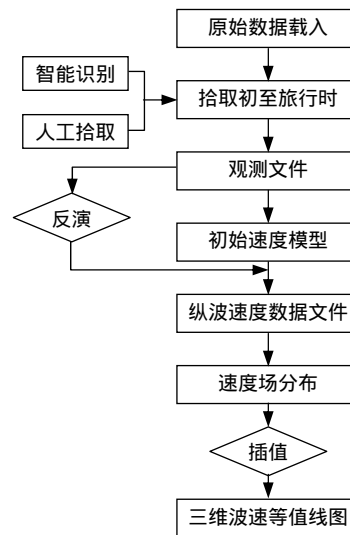 原始数据载入
智能识别
拾取初至旅行时
人工拾取
观测文件
反演
初始速度模型
纵波速度数据文件
速度场分布
插值
三维波速等值线图